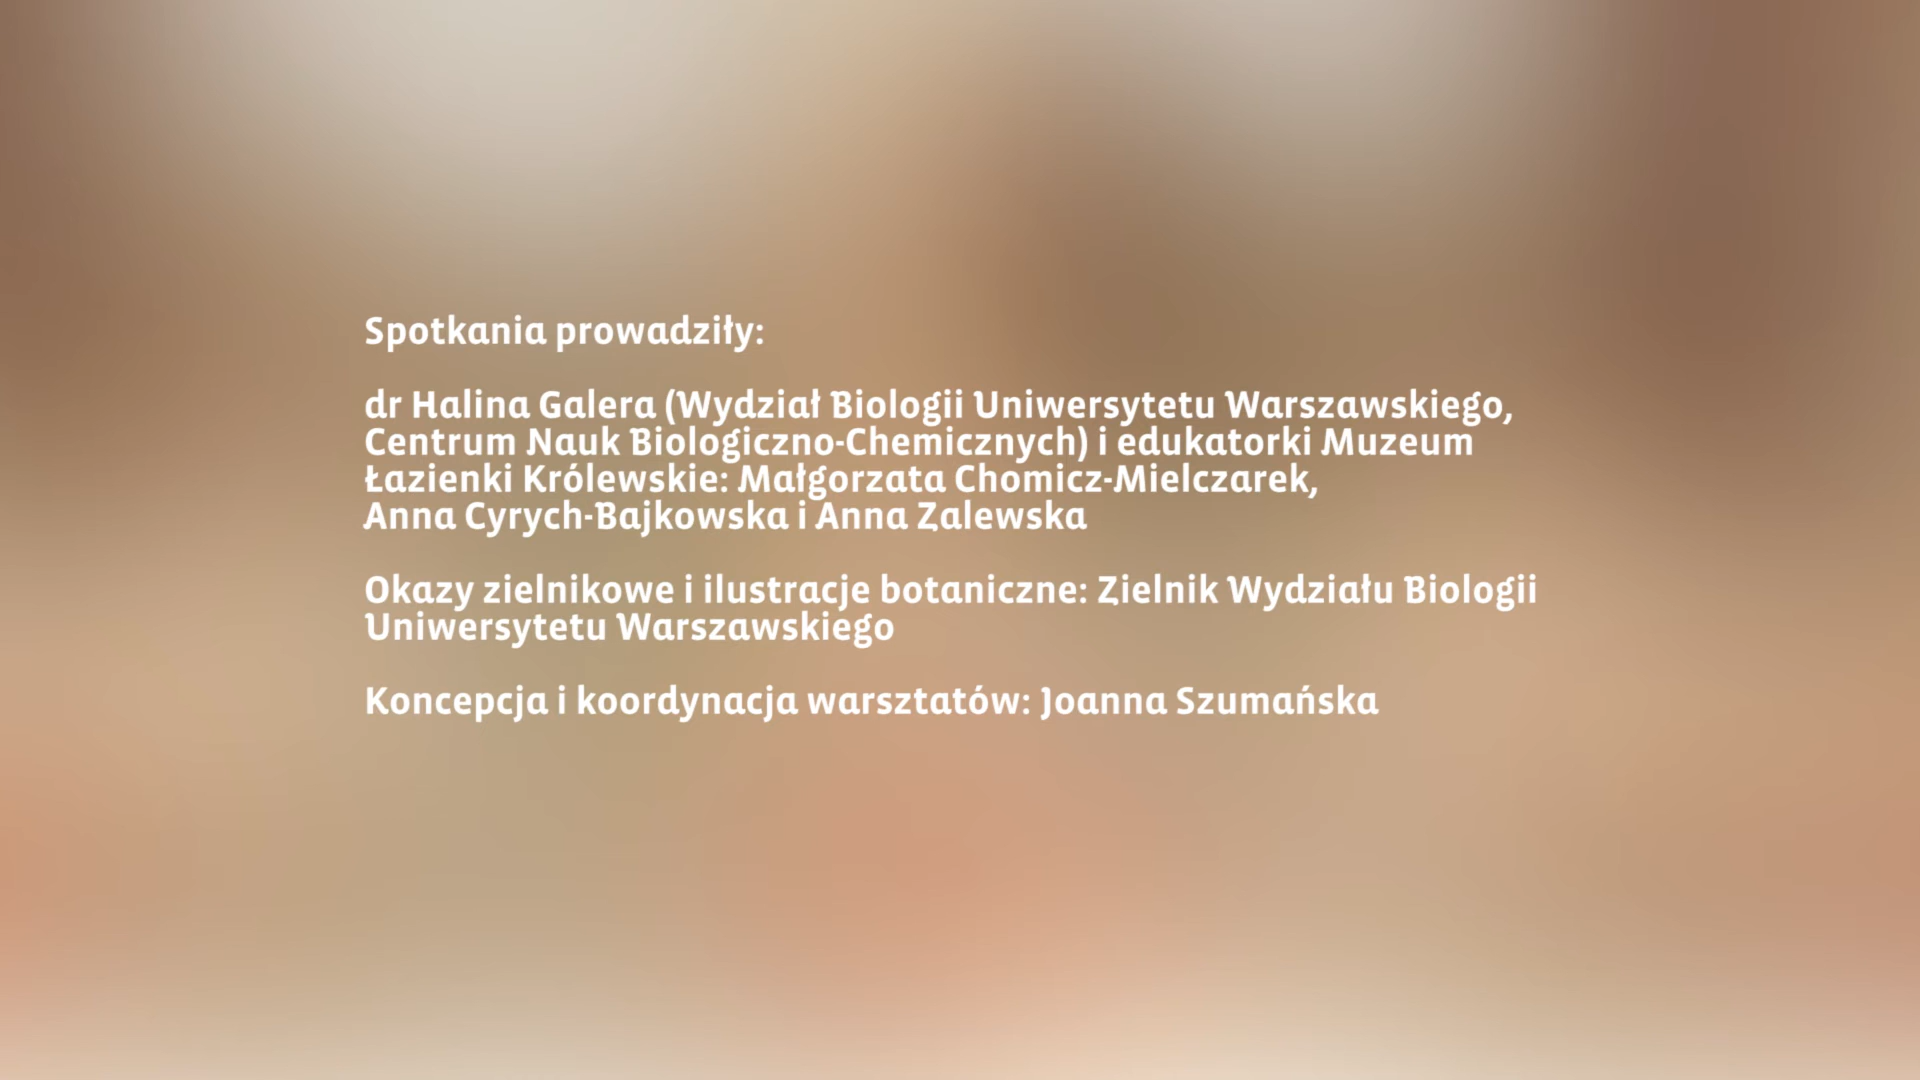 Spotkania prowadziły:
dr Halina Galera (Wydział Biologii Uniwersytetu Warszawskiego,
Centrum Nauk Biologiczno-Chemicznych) i edukatorki Muzeum
Łazienki Królewskie: Małgorzata Chomicz-Mielczarek,
Anna Cyrych-Bajkowska i Anna Zalewska
Okazy zielnikowe i ilustracje botaniczne: Zielnik Wydziału Biologii
Uniwersytetu Warszawskiego
Koncepcja i koordynacja warsztatów: Joanna Szumańska